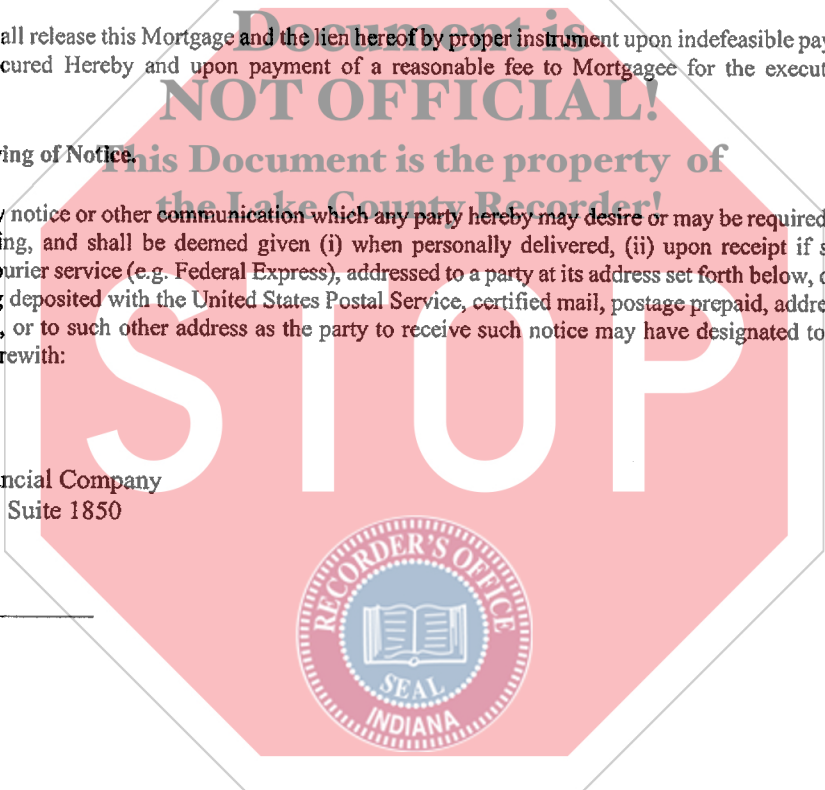 Document is
all release this Mortgage and the lien hereof by proper instrument upon indefeasible pay
cured Hereby and upon payment of a reasonable fee to Mortgagee for the execut
NOT OFFICIAL!
ing of Notice.
This Document is the property of
the Lake County Recorder!
y notice or other communication which any party hereby may desire or may be required
ing, and shall be deemed given (i) when personally delivered, (ii) upon receipt if s
ourier service (e.g. Federal Express), addressed to a party at its address set forth below, o
g deposited with the United States Postal Service, certified mail, postage prepaid, addre
, or to such other address as the party to receive such notice may have designated to
rewith:
STOP
ncial Company
Suite 1850
RECORDER'S OFFICE
SEAL
INDIANA